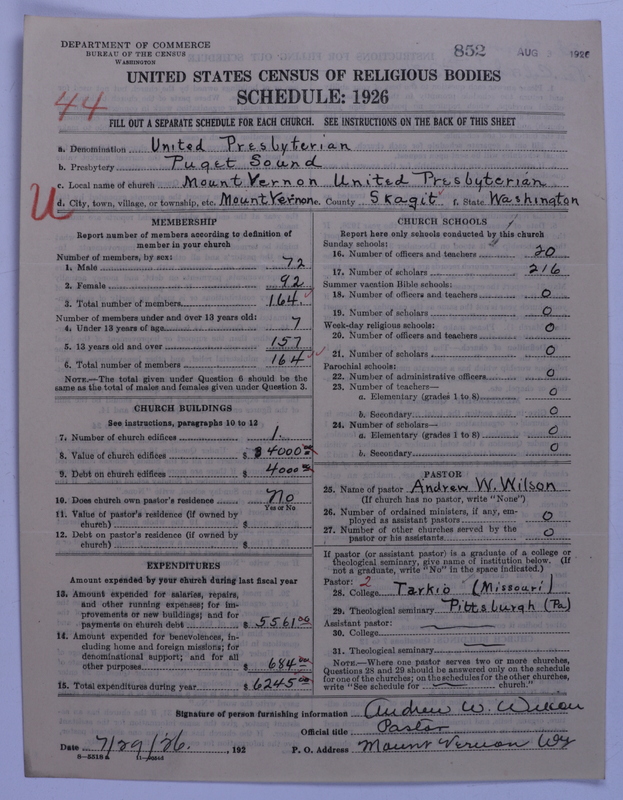 DEPARTMENT OF COMMERCE
BUREAU OF THE CENSUS
WASHINGTON
852 AUG 1926
UNITED STATES CENSUS OF RELIGIOUS BODIES
SCHEDULE: 1926
44
FILL OUT A SEPARATE SCHEDULE FOR EACH CHURCH. SEE INSTRUCTIONS ON THE BACK OF THIS SHEET
a. Denomination United Presbyterian
b. Presbytery Puget Sound
c. Local name of church Mount Vernon United Presbyterian
U
d. City, town, village, or township, etc. Mount Vernon e. County Skagit f. State Washington
MEMBERSHIP
Report number of members according to definition of
member in your church
Number of members, by sex:
1. Male 72
2. Female 92
3. Total number of members 164
Number of members under and over 13 years old:
4. Under 13 years of age 7
5. 13 years old and over 157
6. Total number of members 164
NOTE.—The total given under Question 6 should be the
same as the total of males and females given under Question 3.
CHURCH BUILDINGS
See instructions, paragraphs 10 to 12
7. Number of church edifices 1
8. Value of church edifices $ 4000 00
9. Debt on church edifices $ 4000
10. Does church own pastor's residence No
Yes or No
11. Value of pastor's residence (if owned by
church) $
12. Debt on pastor's residence (if owned by
church) $
EXPENDITURES
Amount expended by your church during last fiscal year
13. Amount expended for salaries, repairs,
and other running expenses; for im-
provements or new buildings; and for
payments on church debt $ 5561 00
14. Amount expended for benevolences, in-
cluding home and foreign missions; for
denominational support; and for all
other purposes $ 684 00
15. Total expenditures during year $ 6245 00
CHURCH SCHOOLS
Report here only schools conducted by this church
Sunday schools:
16. Number of officers and teachers 20
17. Number of scholars 216
Summer vacation Bible schools:
18. Number of officers and teachers 0
19. Number of scholars 0
Week-day religious schools:
20. Number of officers and teachers 0
21. Number of scholars 0
Parochial schools:
22. Number of administrative officers 0
23. Number of teachers—
a. Elementary (grades 1 to 8) 0
b. Secondary 0
24. Number of scholars—
a. Elementary (grades 1 to 8) 0
b. Secondary 0
PASTOR
25. Name of pastor Andrew W. Wilson
(If church has no pastor, write "None")
26. Number of ordained ministers, if any, em-
ployed as assistant pastors 0
27. Number of other churches served by the
pastor or his assistants 0
If pastor (or assistant pastor) is a graduate of a college or
theological seminary, give name of institution below. (If
not a graduate, write "No" in the space indicated.)
Pastor: 2
28. College Tarkio (Missouri)
29. Theological seminary Pittsburgh (Pa)
Assistant pastor:
30. College
31. Theological seminary
NOTE.—Where one pastor serves two or more churches,
Questions 28 and 29 should be answered only on the schedule
for one of the churches; on the schedules for the other churches,
write "See schedule for church."
Signature of person furnishing information Andrew W. Wilson
Official title Pastor
Date 7/29/26, 192 P. O. Address Mount Vernon
8—5518